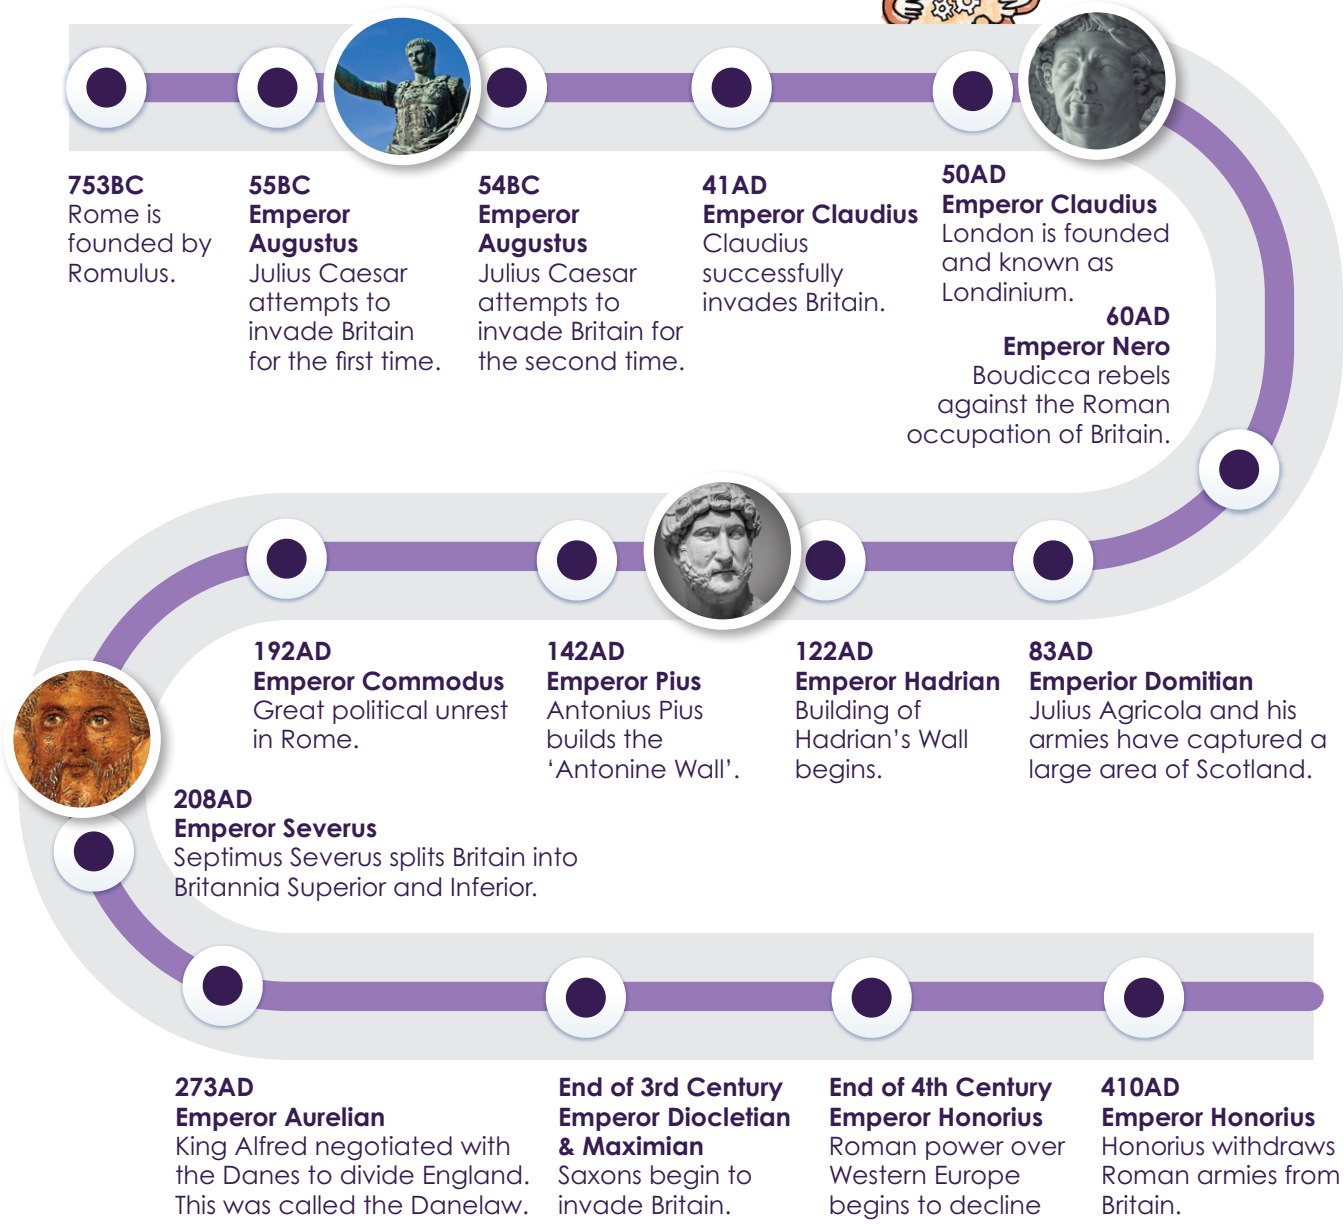 753BC
Rome is
founded by
Romulus.
55BC
Emperor
Augustus
Julius Caesar
attempts to
invade Britain
for the first time.
54BC
Emperor
Augustus
Julius Caesar
attempts to
invade Britain for
the second time.
41AD
Emperor Claudius
Claudius
successfully
invades Britain.
50AD
Emperor Claudius
London is founded
and known as
Londinium.
60AD
Emperor Nero
Boudicca rebels
against the Roman
occupation of Britain.
192AD
Emperor Commodus
Great political unrest
in Rome.
142AD
Emperor Pius
Antonius Pius
builds the
‘Antonine Wall’.
122AD
Emperor Hadrian
Building of
Hadrian’s Wall
begins.
83AD
Emperior Domitian
Julius Agricola and his
armies have captured a
large area of Scotland.
208AD
Emperor Severus
Septimus Severus splits Britain into
Britannia Superior and Inferior.
273AD
Emperor Aurelian
King Alfred negotiated with
the Danes to divide England.
This was called the Danelaw.
End of 3rd Century
Emperor Diocletian
& Maximian
Saxons begin to
invade Britain.
End of 4th Century
Emperor Honorius
Roman power over
Western Europe
begins to decline
410AD
Emperor Honorius
Honorius withdraws
Roman armies from
Britain.